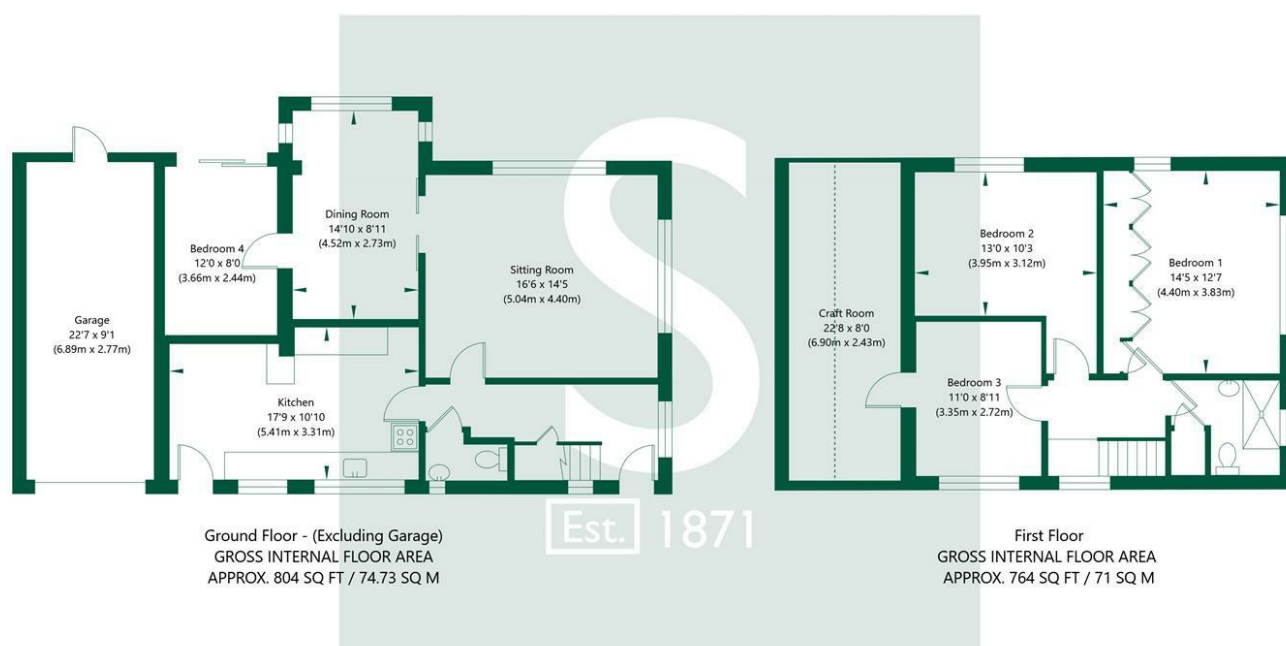 Garage
22'7 x 9'1
(6.89m x 2.77m)
Bedroom 4
12'0 x 8'0
(3.66m x 2.44m)
Dining Room
14'10 x 8'11
(4.52m x 2.73m)
Sitting Room
16'6 x 14'5
(5.04m x 4.40m)
Kitchen
17'9 x 10'10
(5.41m x 3.31m)
Ground Floor - (Excluding Garage)
GROSS INTERNAL FLOOR AREA
APPROX. 804 SQ FT / 74.73 SQ M
S
Est. 1871
Craft Room
22'8 x 8'0
(6.90m x 2.43m)
Bedroom 2
13'0 x 10'3
(3.95m x 3.12m)
Bedroom 1
14'5 x 12'7
(4.40m x 3.83m)
Bedroom 3
11'0 x 8'11
(3.35m x 2.72m)
First Floor
GROSS INTERNAL FLOOR AREA
APPROX. 764 SQ FT / 71 SQ M